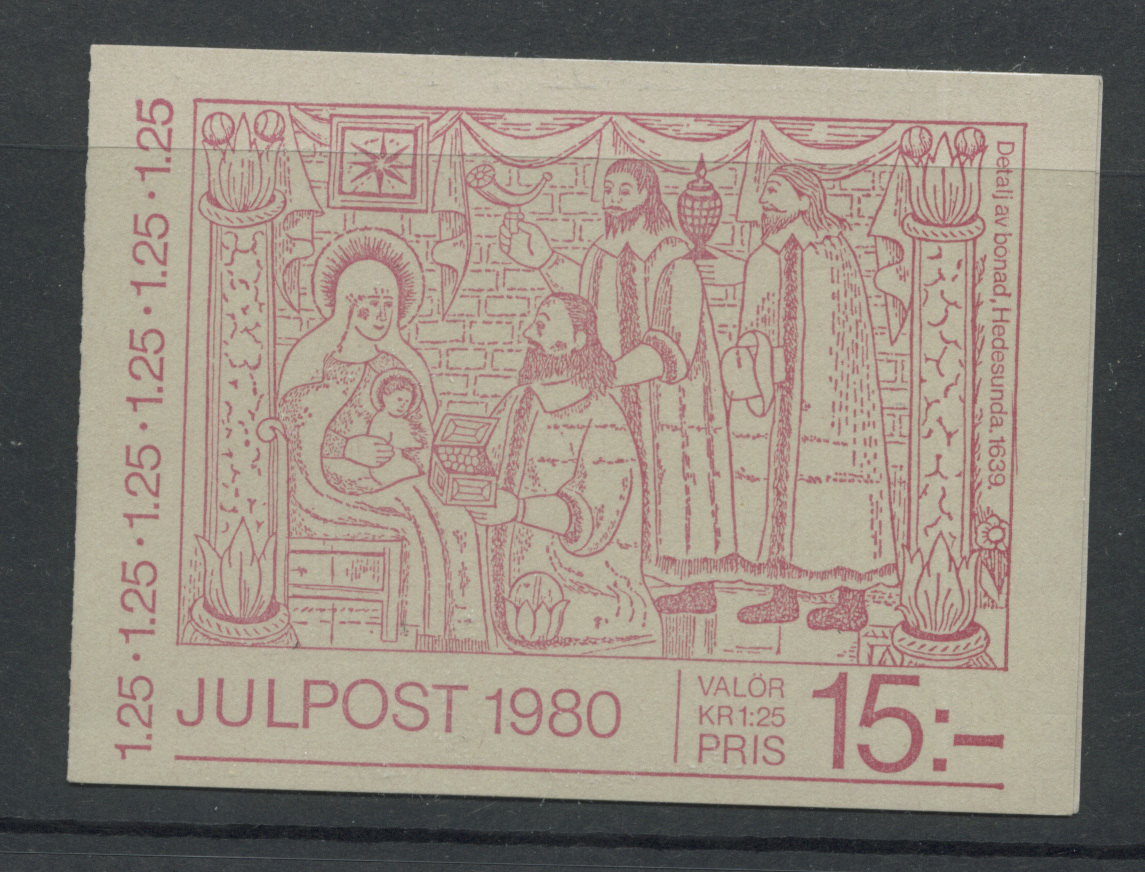 1.25 • 1.25 • 1.25 • 1.25 • 1.25 • 1.25
Detalj av bonad, Hedesunda 1639.
JULPOST 1980
VALÖR
KR 1:25
PRIS
15:-